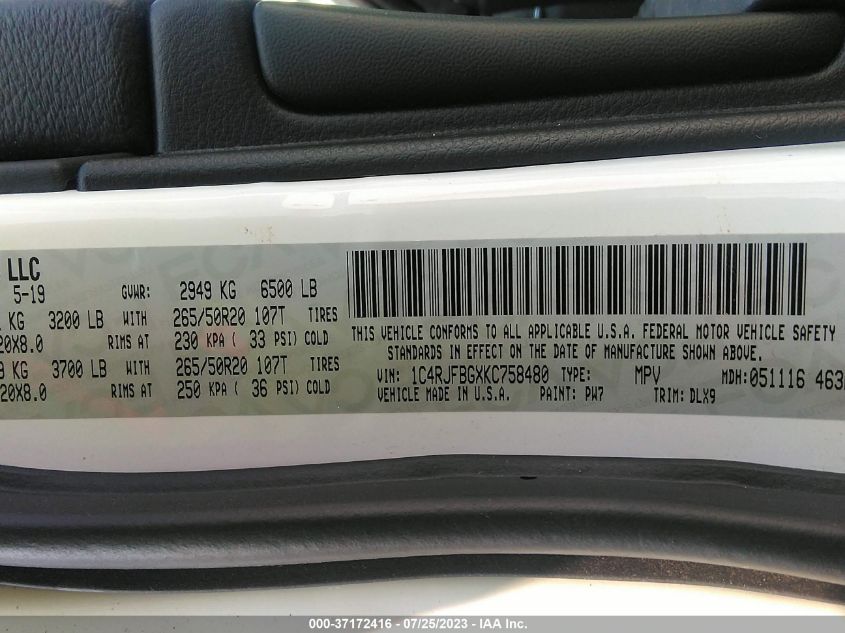 LLC
5-19 GVWR: 2949 KG 6500 LB
KG 3200 LB WITH 265/50R20 107T TIRES
20X8.0 RIMS AT 230 KPA ( 33 PSI) COLD
KG 3700 LB WITH 265/50R20 107T TIRES
20X8.0 RIMS AT 250 KPA ( 36 PSI) COLD
THIS VEHICLE CONFORMS TO ALL APPLICABLE U.S.A. FEDERAL MOTOR VEHICLE SAFETY
STANDARDS IN EFFECT ON THE DATE OF MANUFACTURE SHOWN ABOVE.
VIN: 1C4RJFBGXKC758480 TYPE: MPV MDH:051116 463
VEHICLE MADE IN U.S.A. PAINT: PW7 TRIM: DLX9
000-37172416 - 07/25/2023 - IAA Inc.